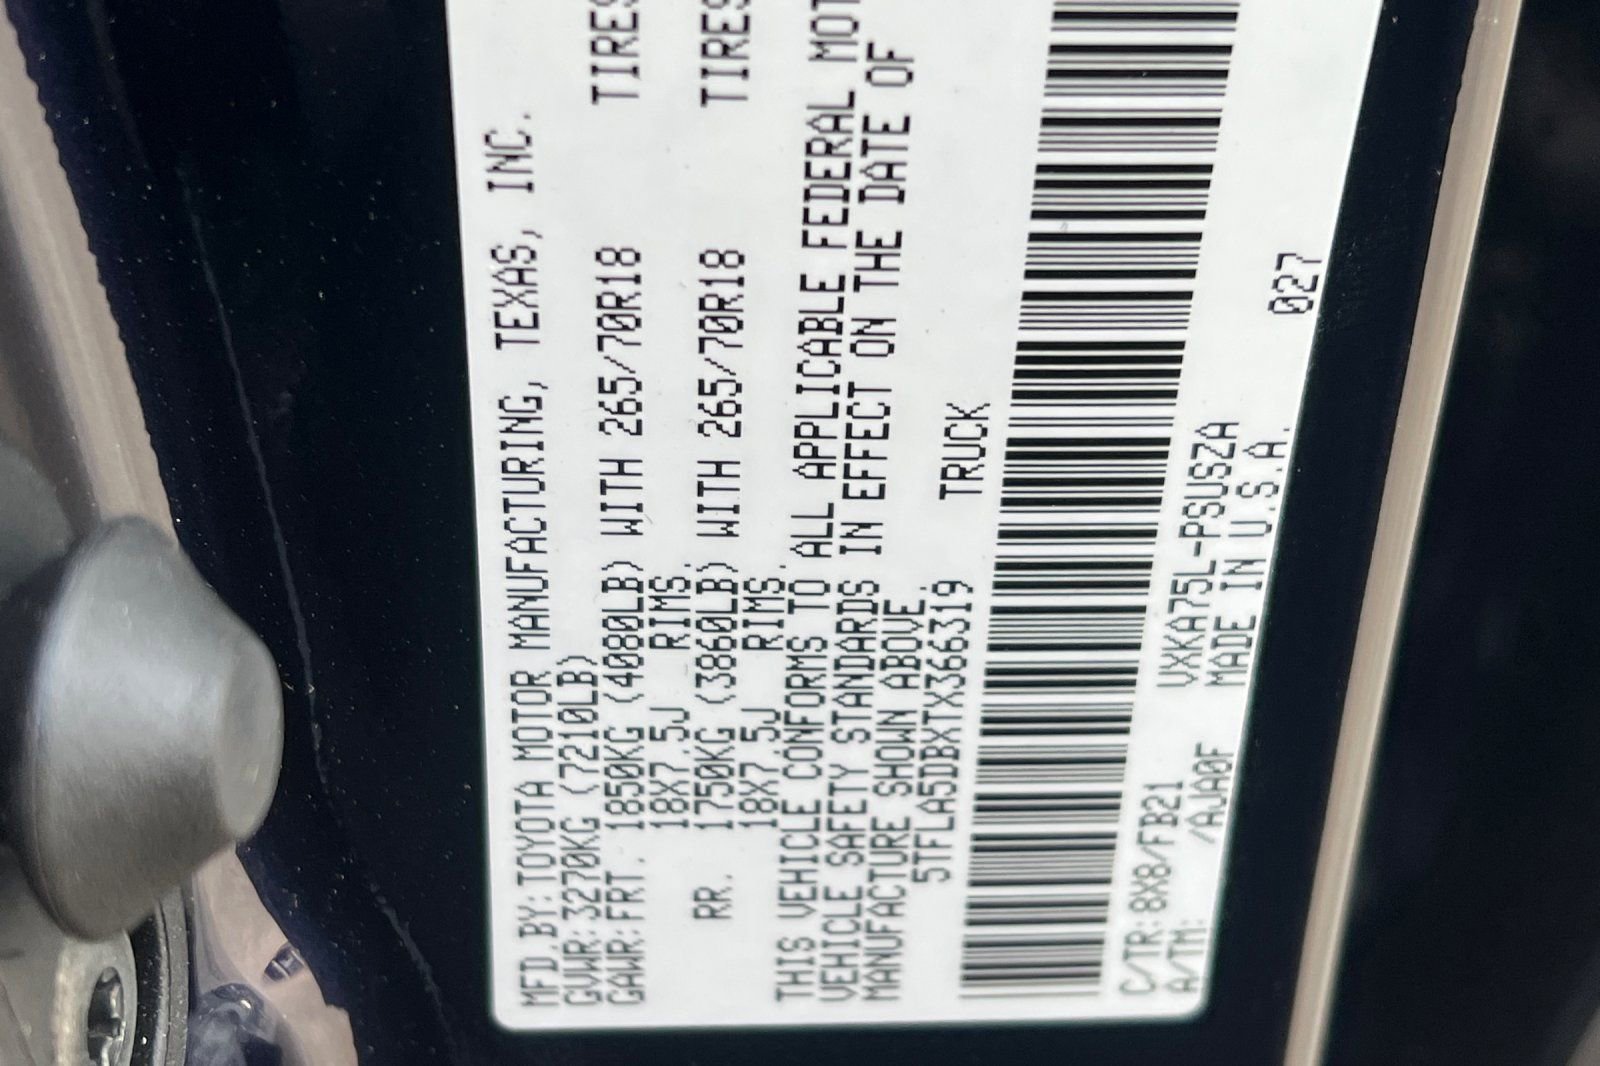 MFD.BY:TOYOTA MOTOR MANUFACTURING, TEXAS, INC.
GVWR:3270KG (7210LB)
GAWR:FRT. 1850KG (4080LB) WITH 265/70R18 TIRES
18X7.5J RIMS.
RR. 1750KG (3860LB) WITH 265/70R18 TIRES
18X7.5J RIMS.
THIS VEHICLE CONFORMS TO ALL APPLICABLE FEDERAL MOT
VEHICLE SAFETY STANDARDS IN EFFECT ON THE DATE OF
MANUFACTURE SHOWN ABOVE.
5TFLA5DBXTX366319 TRUCK
C/TR:8X8/FB21 VXKA75L-PSUSZA
A/TM: /AJA0F MADE IN U.S.A. 027